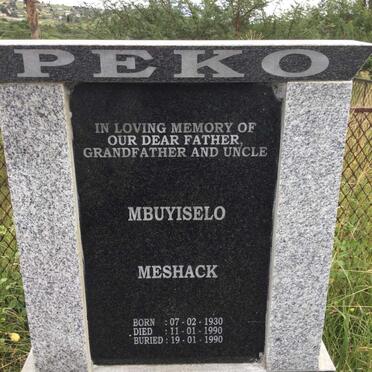 PEKO
IN LOVING MEMORY OF
OUR DEAR FATHER,
GRANDFATHER AND UNCLE
MBUYISELO
MESHACK
BORN : 07 - 02 - 1930
DIED : 11 - 01 - 1990
BURIED : 19 - 01 - 1990